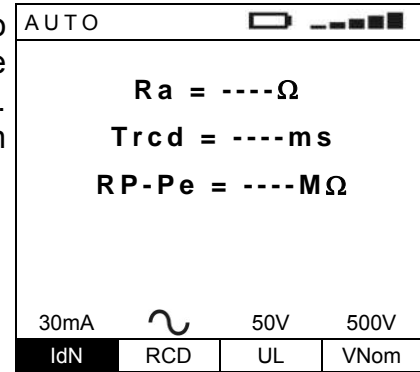 AUTO
Ra = ----Ω
Trcd = ----ms
RP-Pe = ----MΩ
30mA 50V 500V
IdN RCD UL VNom